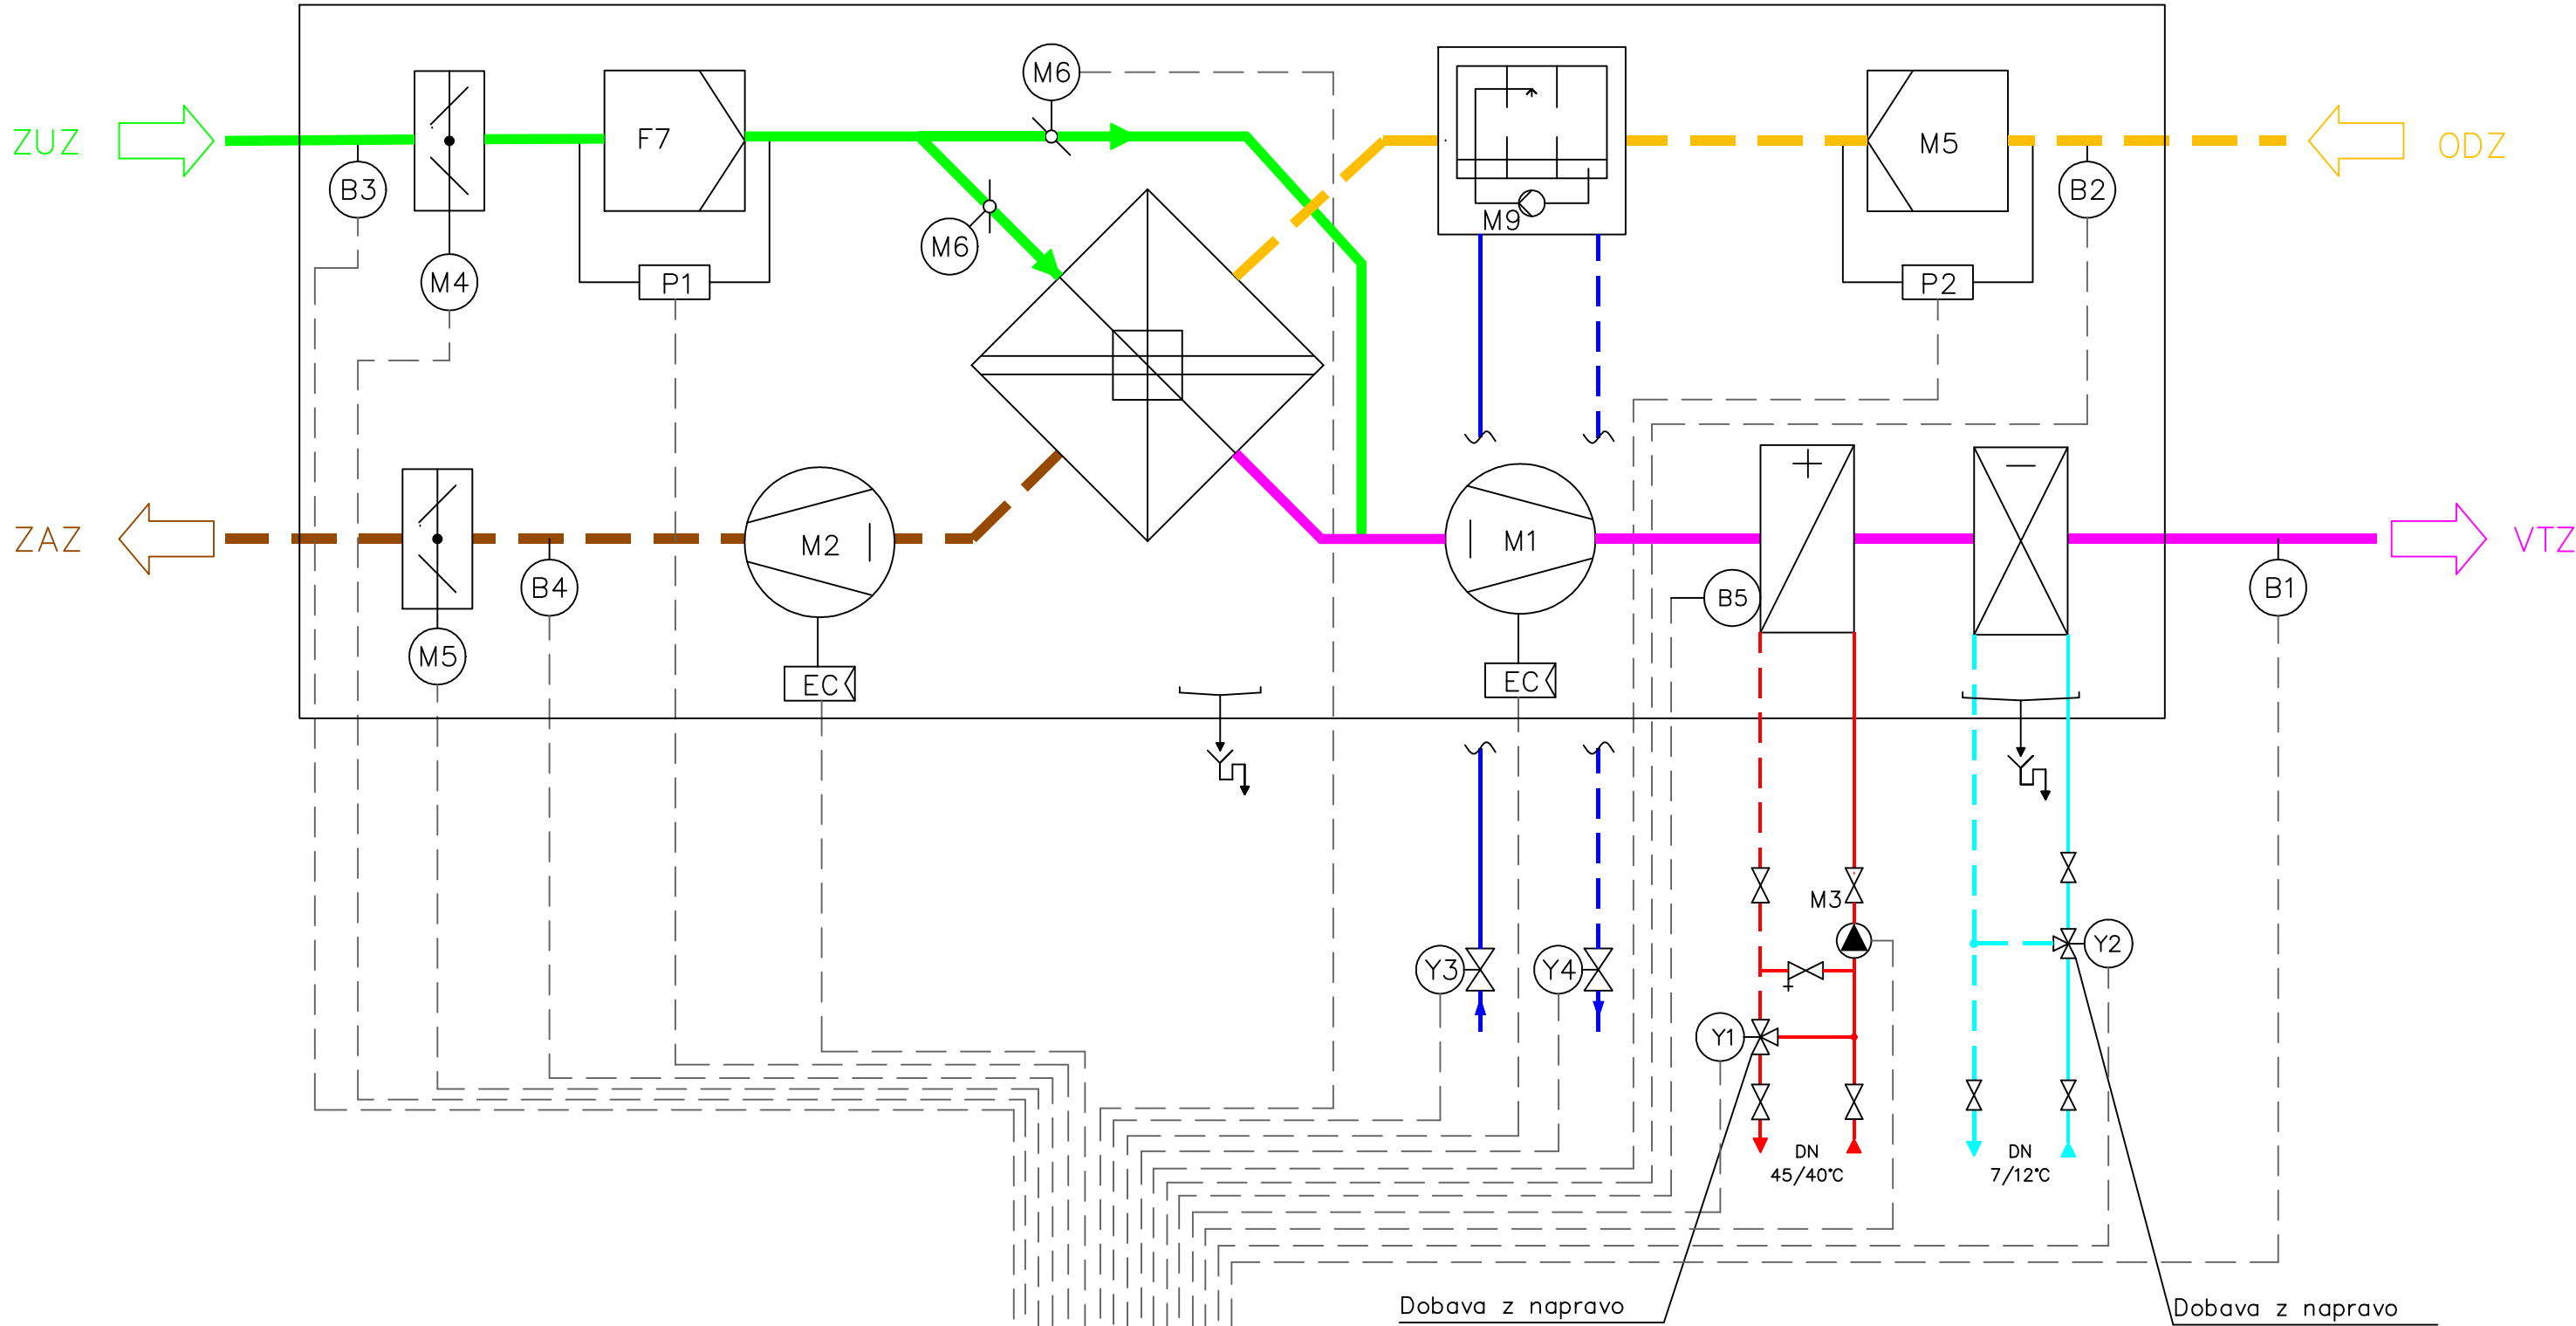 M6
ZUZ
F7
M5
ODZ
B3
B2
M9
M6
M4
P1
P2
ZAZ
M2
M1
VTZ
B4
B5
B1
M5
EC
EC
M3
Y3
Y4
Y2
Y1
DN
45/40°C
DN
7/12°C
Dobava z napravo
Dobava z napravo